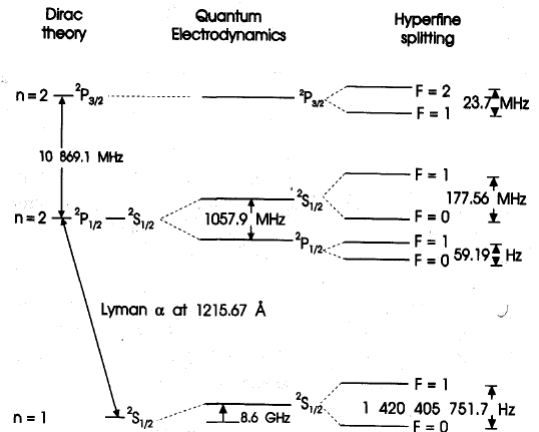 Dirac theory
Quantum Electrodynamics
Hyperfine splitting
n = 2 ²P₃/₂
²P₃/₂
F = 2
F = 1
23.7 MHz
10 869.1 MHz
n = 2 ²P₁/₂ ²S₁/₂
1057.9 MHz
²S₁/₂
F = 1
F = 0
177.56 MHz
²P₁/₂
F = 1
F = 0
59.19 Hz
Lyman α at 1215.67 Å
n = 1 ²S₁/₂
8.6 GHz
²S₁/₂
F = 1
1 420 405 751.7 Hz
F = 0